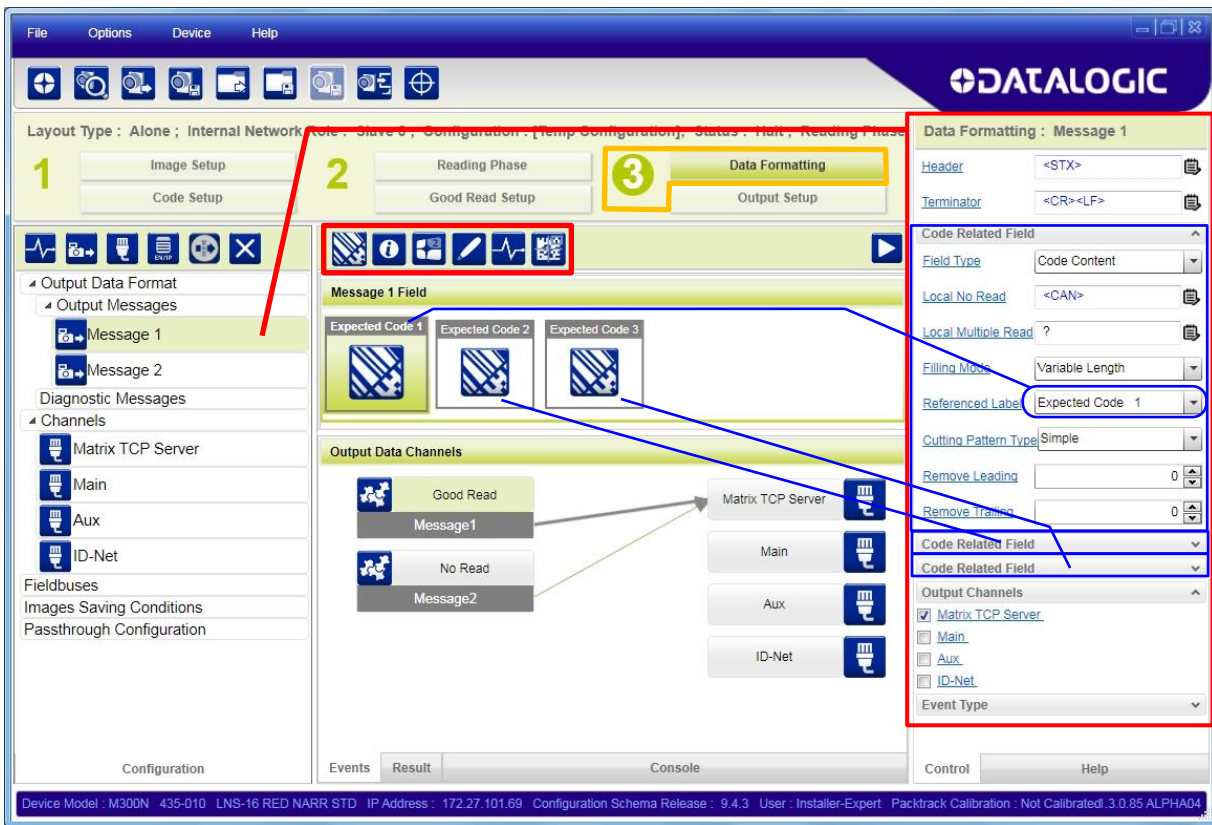 File Options Device Help
DATALOGIC
Layout Type : Alone ; Internal Network Role : Slave 0 ; Configuration : [Temp Configuration]; Status : Halt ; Reading Phase
1 Image Setup
Code Setup
2 Reading Phase
Good Read Setup
3 Data Formatting
Output Setup
EN/IP
Output Data Format
Output Messages
Message 1
Message 2
Diagnostic Messages
Channels
Matrix TCP Server
Main
Aux
ID-Net
Fieldbuses
Images Saving Conditions
Passthrough Configuration
Configuration
Message 1 Field
Expected Code 1 Expected Code 2 Expected Code 3
Output Data Channels
Good Read
Message1
No Read
Message2
Matrix TCP Server
Main
Aux
ID-Net
Events Result Console
Data Formatting : Message 1
Header <STX>
Terminator <CR><LF>
Code Related Field
Field Type Code Content
Local No Read <CAN>
Local Multiple Read ?
Filling Mode Variable Length
Referenced Label Expected Code 1
Cutting Pattern Type Simple
Remove Leading 0
Remove Trailing 0
Code Related Field
Code Related Field
Output Channels
Matrix TCP Server
Main
Aux
ID-Net
Event Type
Control Help
Device Model : M300N 435-010 LNS-16 RED NARR STD IP Address : 172.27.101.69 Configuration Schema Release : 9.4.3 User : Installer-Expert Packtrack Calibration : Not Calibrated|.3.0.85 ALPHA04